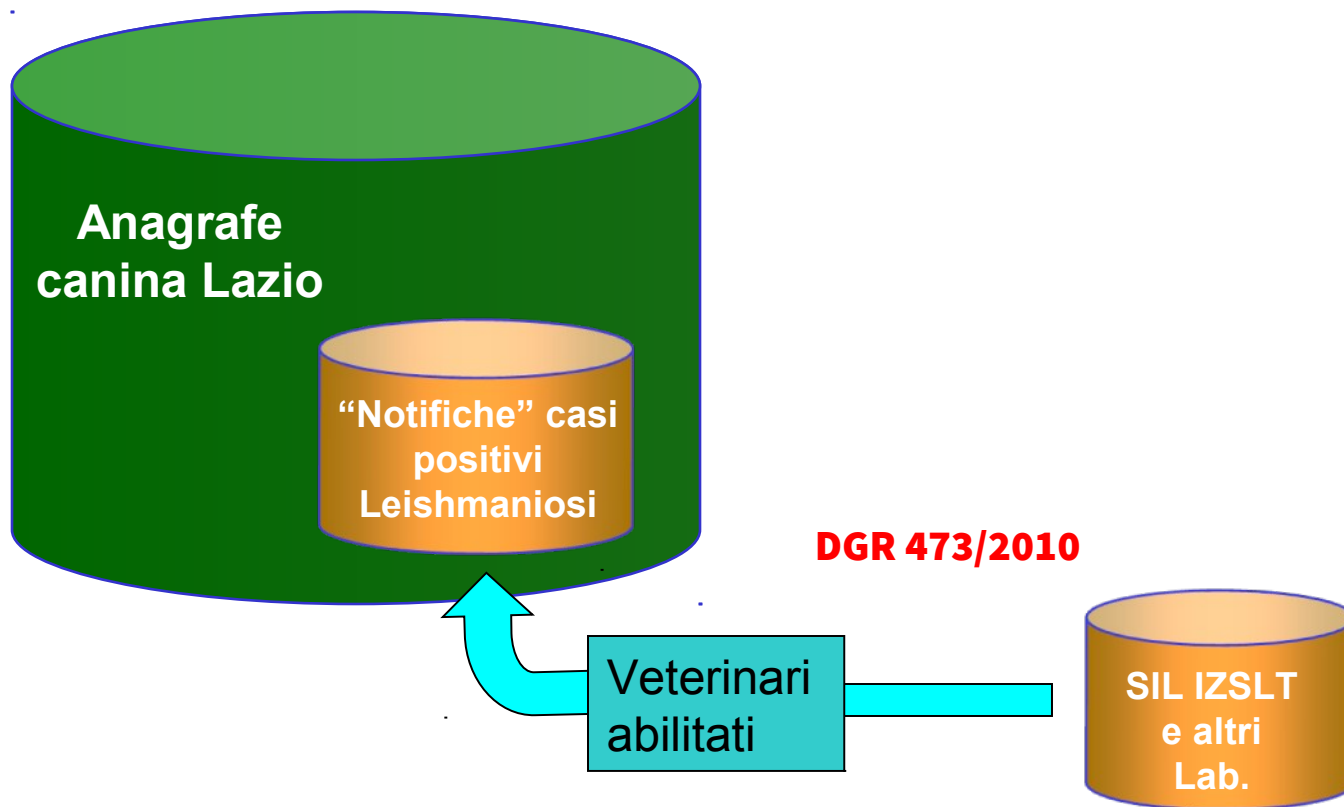 Anagrafe
canina Lazio
“Notifiche” casi
positivi
Leishmaniosi
DGR 473/2010
Veterinari
abilitati
SIL IZSLT
e altri
Lab.